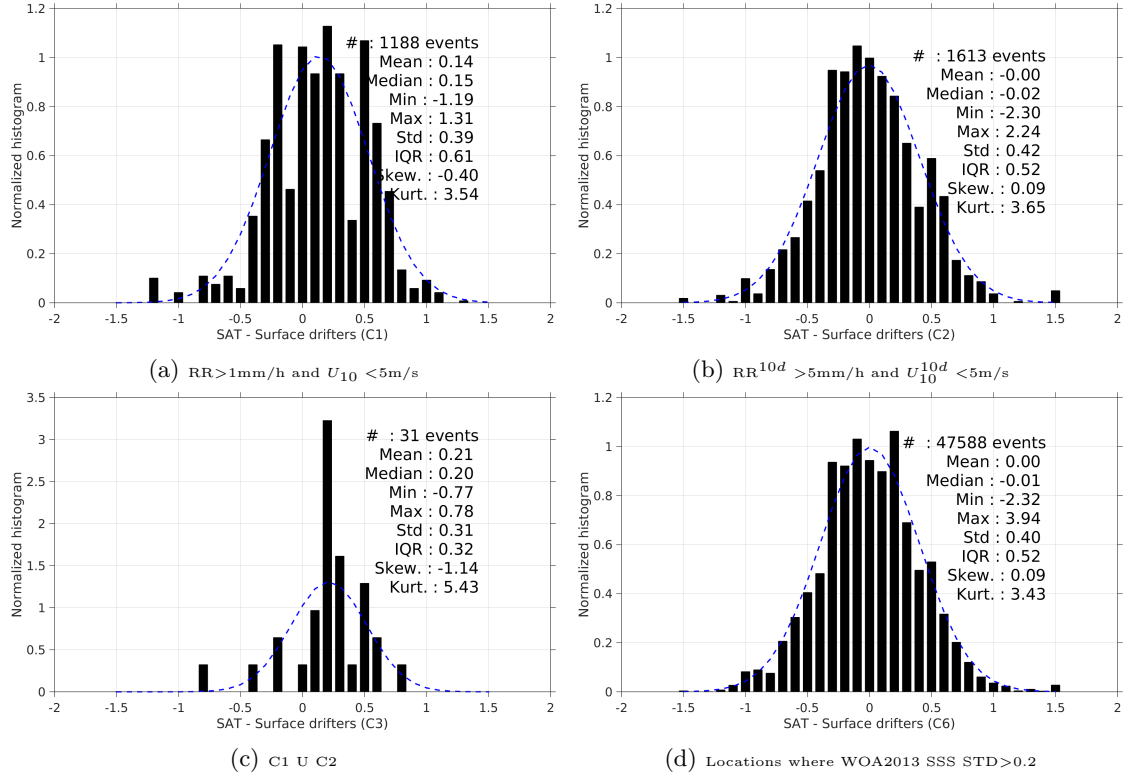 1.2
1
0.8
0.6
0.4
0.2
0
Normalized histogram
# : 1188 events
Mean : 0.14
Median : 0.15
Min : -1.19
Max : 1.31
Std : 0.39
IQR : 0.61
Skew. : -0.40
Kurt. : 3.54
-2 -1.5 -1 -0.5 0 0.5 1 1.5 2
SAT - Surface drifters (C1)
(a) RR>1mm/h and U10 <5m/s
1.2
1
0.8
0.6
0.4
0.2
0
Normalized histogram
# : 1613 events
Mean : -0.00
Median : -0.02
Min : -2.30
Max : 2.24
Std : 0.42
IQR : 0.52
Skew. : 0.09
Kurt. : 3.65
-2 -1.5 -1 -0.5 0 0.5 1 1.5 2
SAT - Surface drifters (C2)
(b) RR^10d >5mm/h and U10^10d <5m/s
3.5
3
2.5
2
1.5
1
0.5
0
Normalized histogram
# : 31 events
Mean : 0.21
Median : 0.20
Min : -0.77
Max : 0.78
Std : 0.31
IQR : 0.32
Skew. : -1.14
Kurt. : 5.43
-2 -1.5 -1 -0.5 0 0.5 1 1.5 2
SAT - Surface drifters (C3)
(c) C1 U C2
1.2
1
0.8
0.6
0.4
0.2
0
Normalized histogram
# : 47588 events
Mean : 0.00
Median : -0.01
Min : -2.32
Max : 3.94
Std : 0.40
IQR : 0.52
Skew. : 0.09
Kurt. : 3.43
-2 -1.5 -1 -0.5 0 0.5 1 1.5 2
SAT - Surface drifters (C6)
(d) Locations where WOA2013 SSS STD>0.2